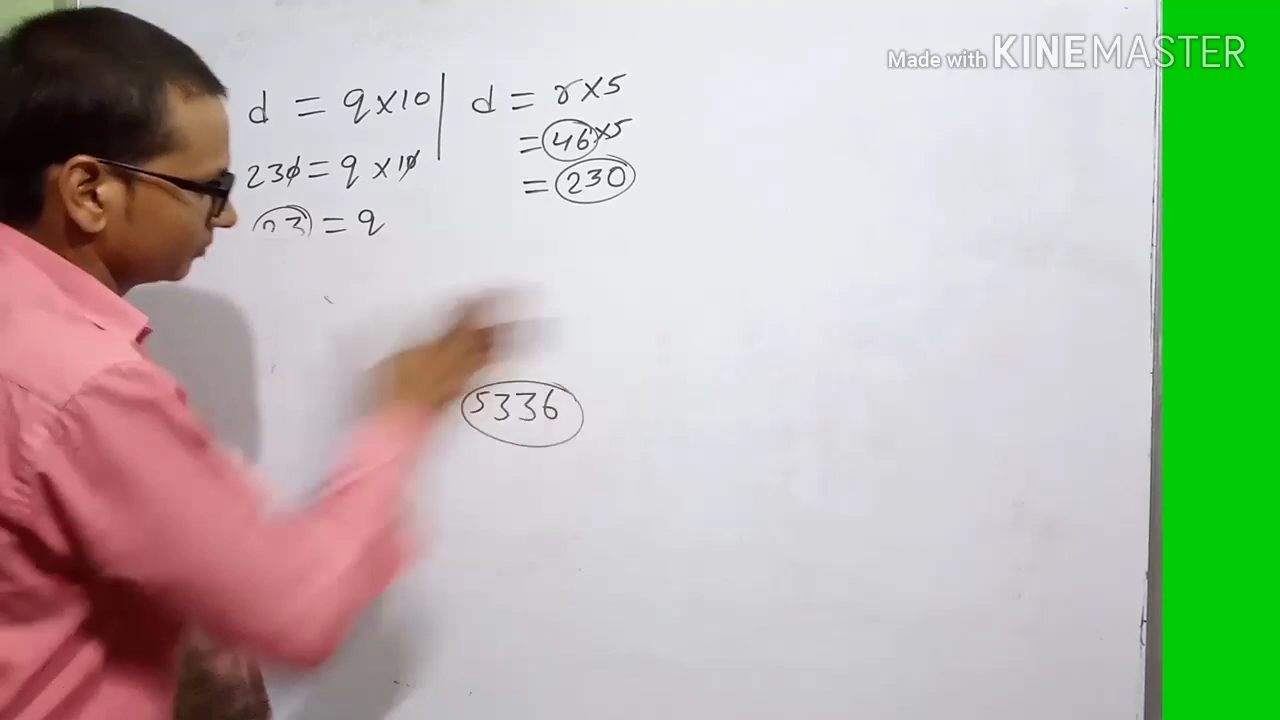 Made with KINEMASTER
d = q×10 | d = r×5
= 46×5
230 = q ×10
= 230
23 = q
5336